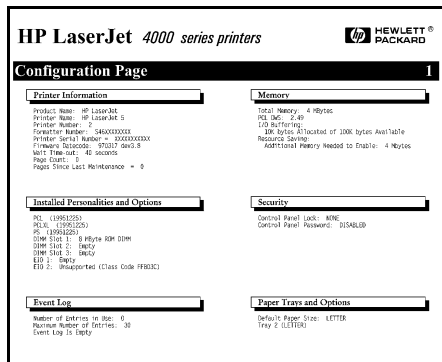 HP LaserJet 4000 series printers
hp HEWLETT® PACKARD
Configuration Page 1
Printer Information
Product Name: HP LaserJet
Printer Name: HP LaserJet 5
Printer Number: 2
Formatter Number: S46XXXXXXX
Printer Serial Number = XXXXXXXXXX
Firmware Datecode: 970317 dev3.8
Wait Time-out: 40 seconds
Page Count: 0
Pages Since Last Maintenance = 0
Memory
Total Memory: 4 MBytes
PCL DWS: 2.49
I/O Buffering:
10K bytes Allocated of 100K bytes Available
Resource Saving:
Additional Memory Needed to Enable: 4 Mbytes
Installed Personalities and Options
PCL (19951225)
PCLXL (19951225)
PS (19951225)
DIMM Slot 1: 8 MByte ROM DIMM
DIMM Slot 2: Empty
DIMM Slot 3: Empty
EIO 1: Empty
EIO 2: Unsupported (Class Code FFB03C)
Security
Control Panel Lock: NONE
Control Panel Password: DISABLED
Event Log
Number of Entries in Use: 0
Maximum Number of Entries: 30
Event Log Is Empty
Paper Trays and Options
Default Paper Size: LETTER
Tray 2 (LETTER)